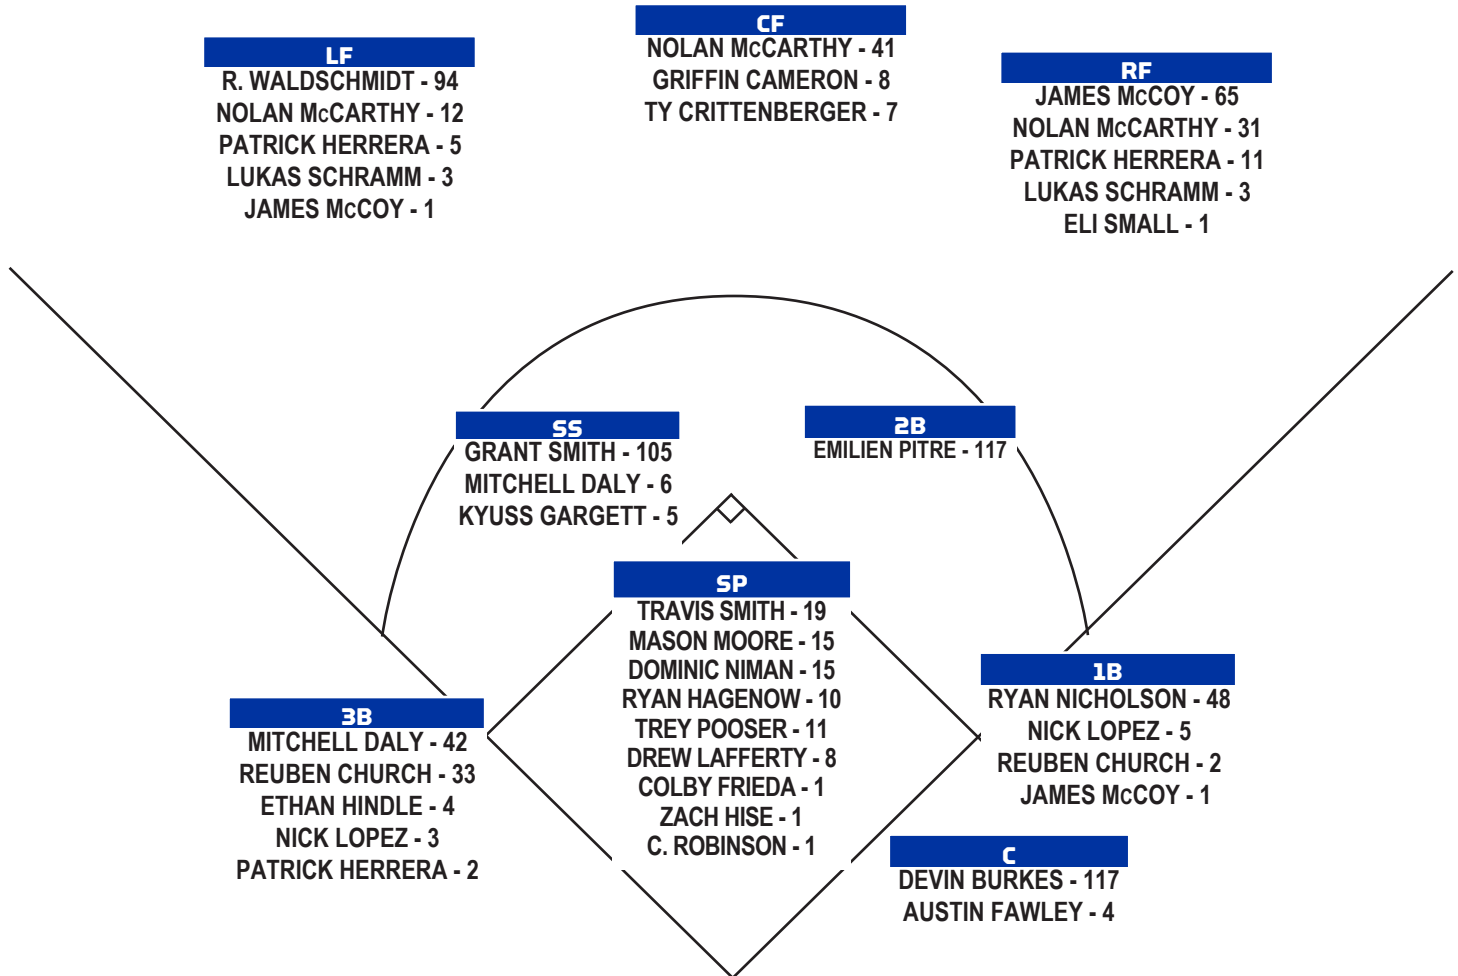 LF
R. WALDSCHMIDT - 94
NOLAN McCARTHY - 12
PATRICK HERRERA - 5
LUKAS SCHRAMM - 3
JAMES McCOY - 1
CF
NOLAN McCARTHY - 41
GRIFFIN CAMERON - 8
TY CRITTENBERGER - 7
RF
JAMES McCOY - 65
NOLAN McCARTHY - 31
PATRICK HERRERA - 11
LUKAS SCHRAMM - 3
ELI SMALL - 1
SS
GRANT SMITH - 105
MITCHELL DALY - 6
KYUSS GARGETT - 5
2B
EMILIEN PITRE - 117
SP
TRAVIS SMITH - 19
MASON MOORE - 15
DOMINIC NIMAN - 15
RYAN HAGENOW - 10
TREY POOSER - 11
DREW LAFFERTY - 8
COLBY FRIEDA - 1
ZACH HISE - 1
C. ROBINSON - 1
3B
MITCHELL DALY - 42
REUBEN CHURCH - 33
ETHAN HINDLE - 4
NICK LOPEZ - 3
PATRICK HERRERA - 2
1B
RYAN NICHOLSON - 48
NICK LOPEZ - 5
REUBEN CHURCH - 2
JAMES McCOY - 1
C
DEVIN BURKES - 117
AUSTIN FAWLEY - 4